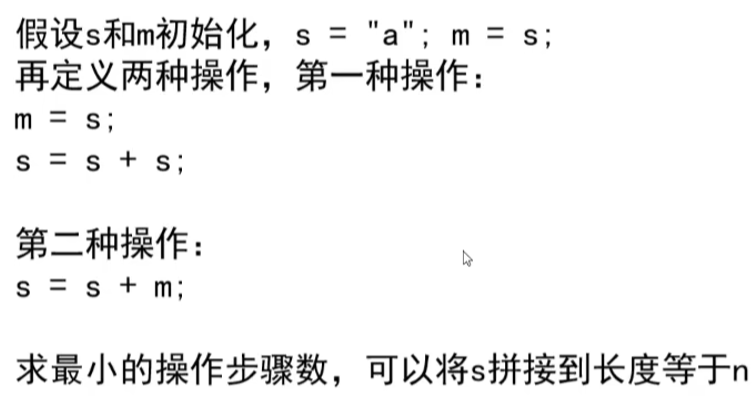 假设s和m初始化，s = "a"; m = s;
再定义两种操作，第一种操作：
m = s;
s = s + s;
第二种操作：
s = s + m;
求最小的操作步骤数，可以将s拼接到长度等于n